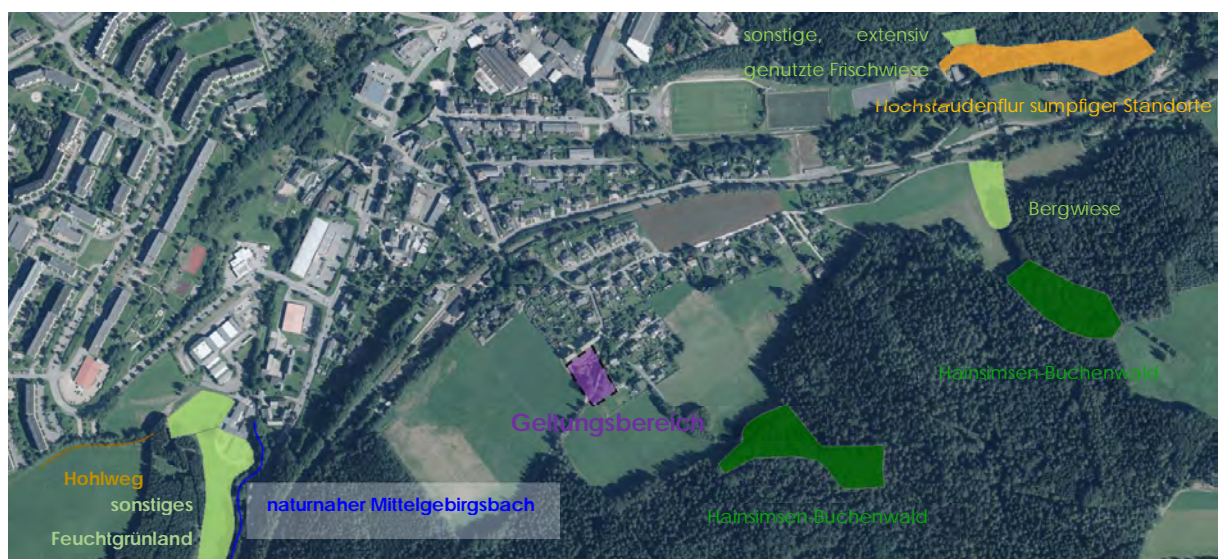 sonstige, extensiv
genutzte Frischwiese
Hochstaudenflur sumpfiger Standorte
Bergwiese
Hainsimsen-Buchenwald
Geltungsbereich
Hohlweg
sonstiges
Feuchtgrünland
naturnaher Mittelgebirgsbach
Hainsimsen-Buchenwald